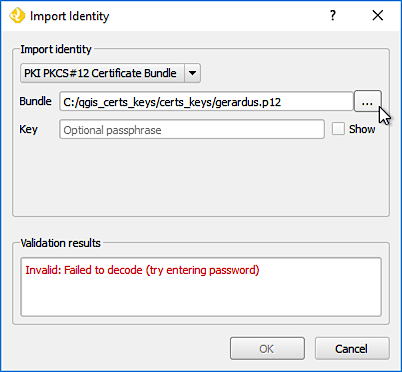 Import Identity
Import identity
PKI PKCS#12 Certificate Bundle
Bundle C:/qgis_certs_keys/certs_keys/gerardus.p12 ...
Key Optional passphrase Show
Validation results
Invalid: Failed to decode (try entering password)
OK Cancel